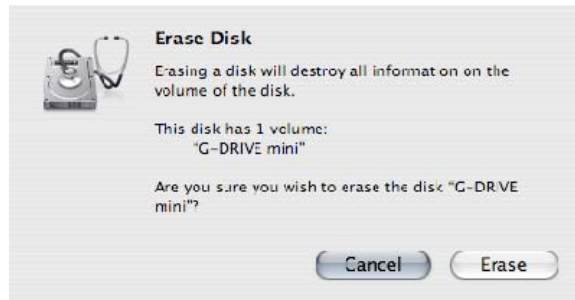 Erase Disk
Erasing a disk will destroy all information on the
volume of the disk.
This disk has 1 volume:
"G-DRIVE mini"
Are you sure you wish to erase the disk "G-DRIVE
mini"?
Cancel Erase